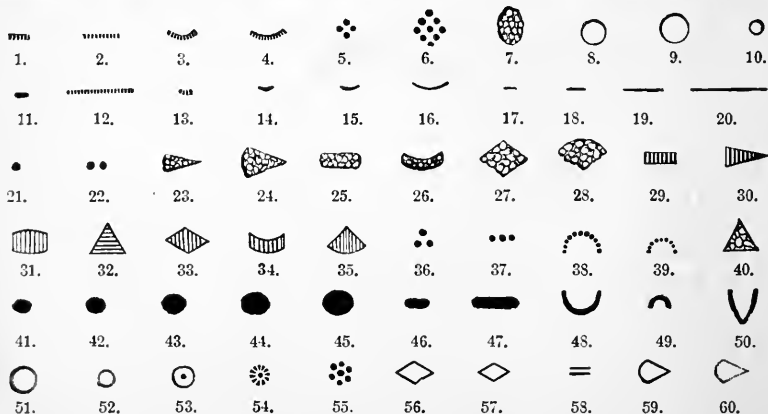 1. 2. 3. 4. 5. 6. 7. 8. 9. 10.
11. 12. 13. 14. 15. 16. 17. 18. 19. 20.
21. 22. 23. 24. 25. 26. 27. 28. 29. 30.
31. 32. 33. 34. 35. 36. 37. 38. 39. 40.
41. 42. 43. 44. 45. 46. 47. 48. 49. 50.
51. 52. 53. 54. 55. 56. 57. 58. 59. 60.